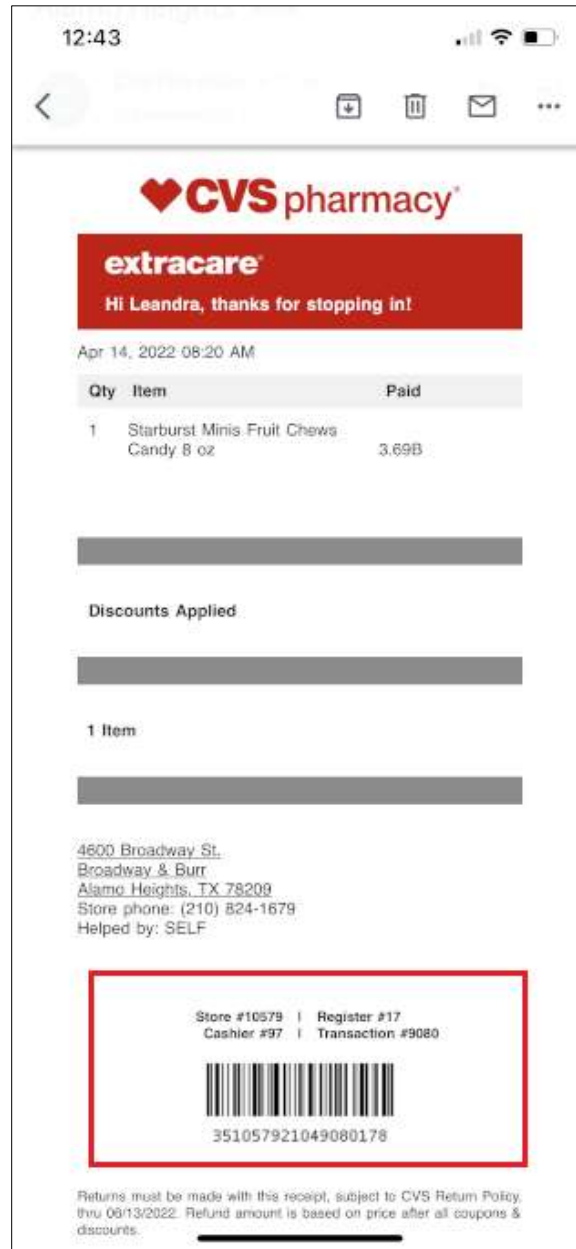 12:43
CVS pharmacy
extracare
Hi Leandra, thanks for stopping in!
Apr 14, 2022 08:20 AM
Qty Item Paid
1 Starburst Minis Fruit Chews
Candy 8 oz 3.69B
Discounts Applied
1 Item
4600 Broadway St.
Broadway & Burr
Alamo Heights, TX 78209
Store phone: (210) 824-1679
Helped by: SELF
Store #10579 | Register #17
Cashier #97 | Transaction #9080
351057921049080178
Returns must be made with this receipt, subject to CVS Return Policy,
thru 06/13/2022. Refund amount is based on price after all coupons &
discounts.